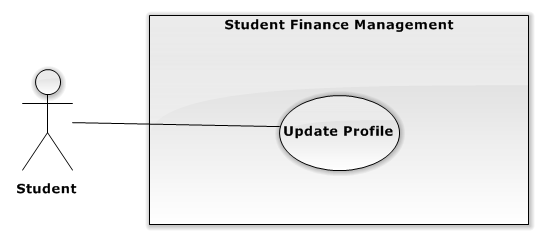 Student Finance Management
Update Profile
Student